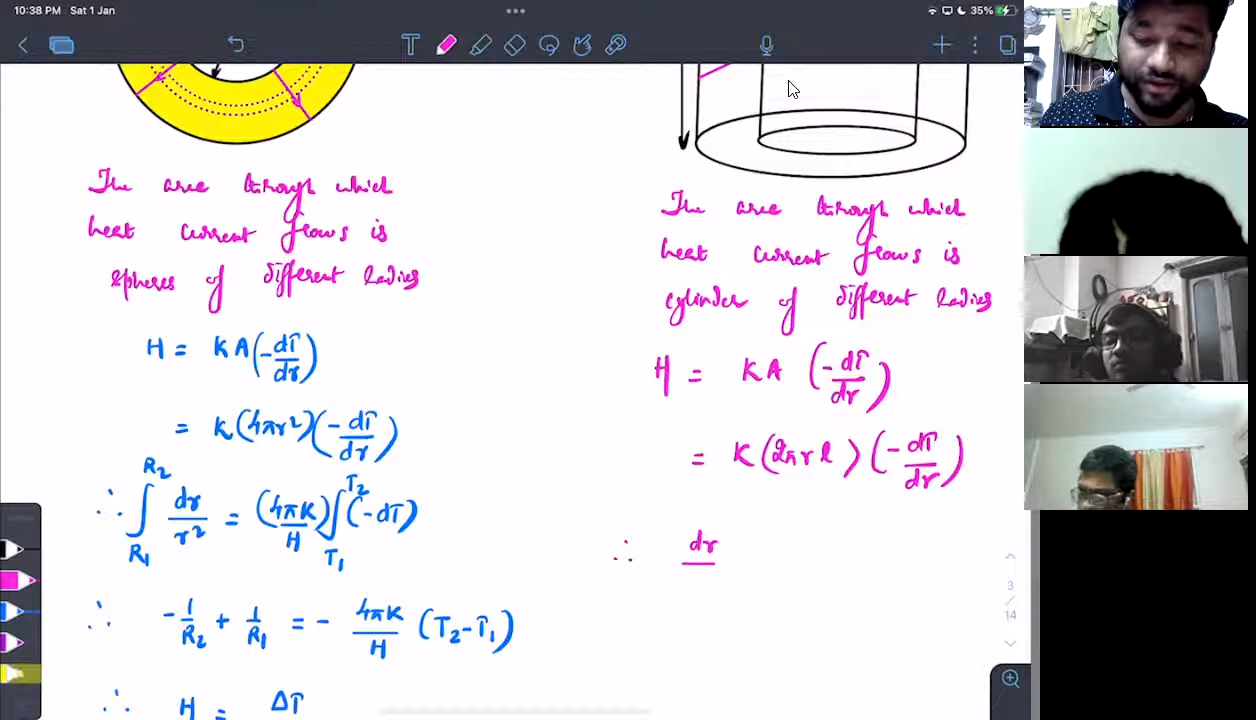 10:38 PM Sat 1 Jan
35%
The area through which
heat current flows is
spheres of different radius
H = KA(-dT/dr)
= K(4πr²)(-dT/dr)
∴ ∫_{R₁}^{R₂} dr/r² = (4πK/H) ∫_{T₁}^{T₂} (-dT)
∴ -1/R₂ + 1/R₁ = - 4πK/H (T₂-T₁)
∴ H = ΔT
The area through which
heat current flows is
cylinder of different radius
H = KA (-dT/dr)
= K(2πrl)(-dT/dr)
∴ dr
3
/
14